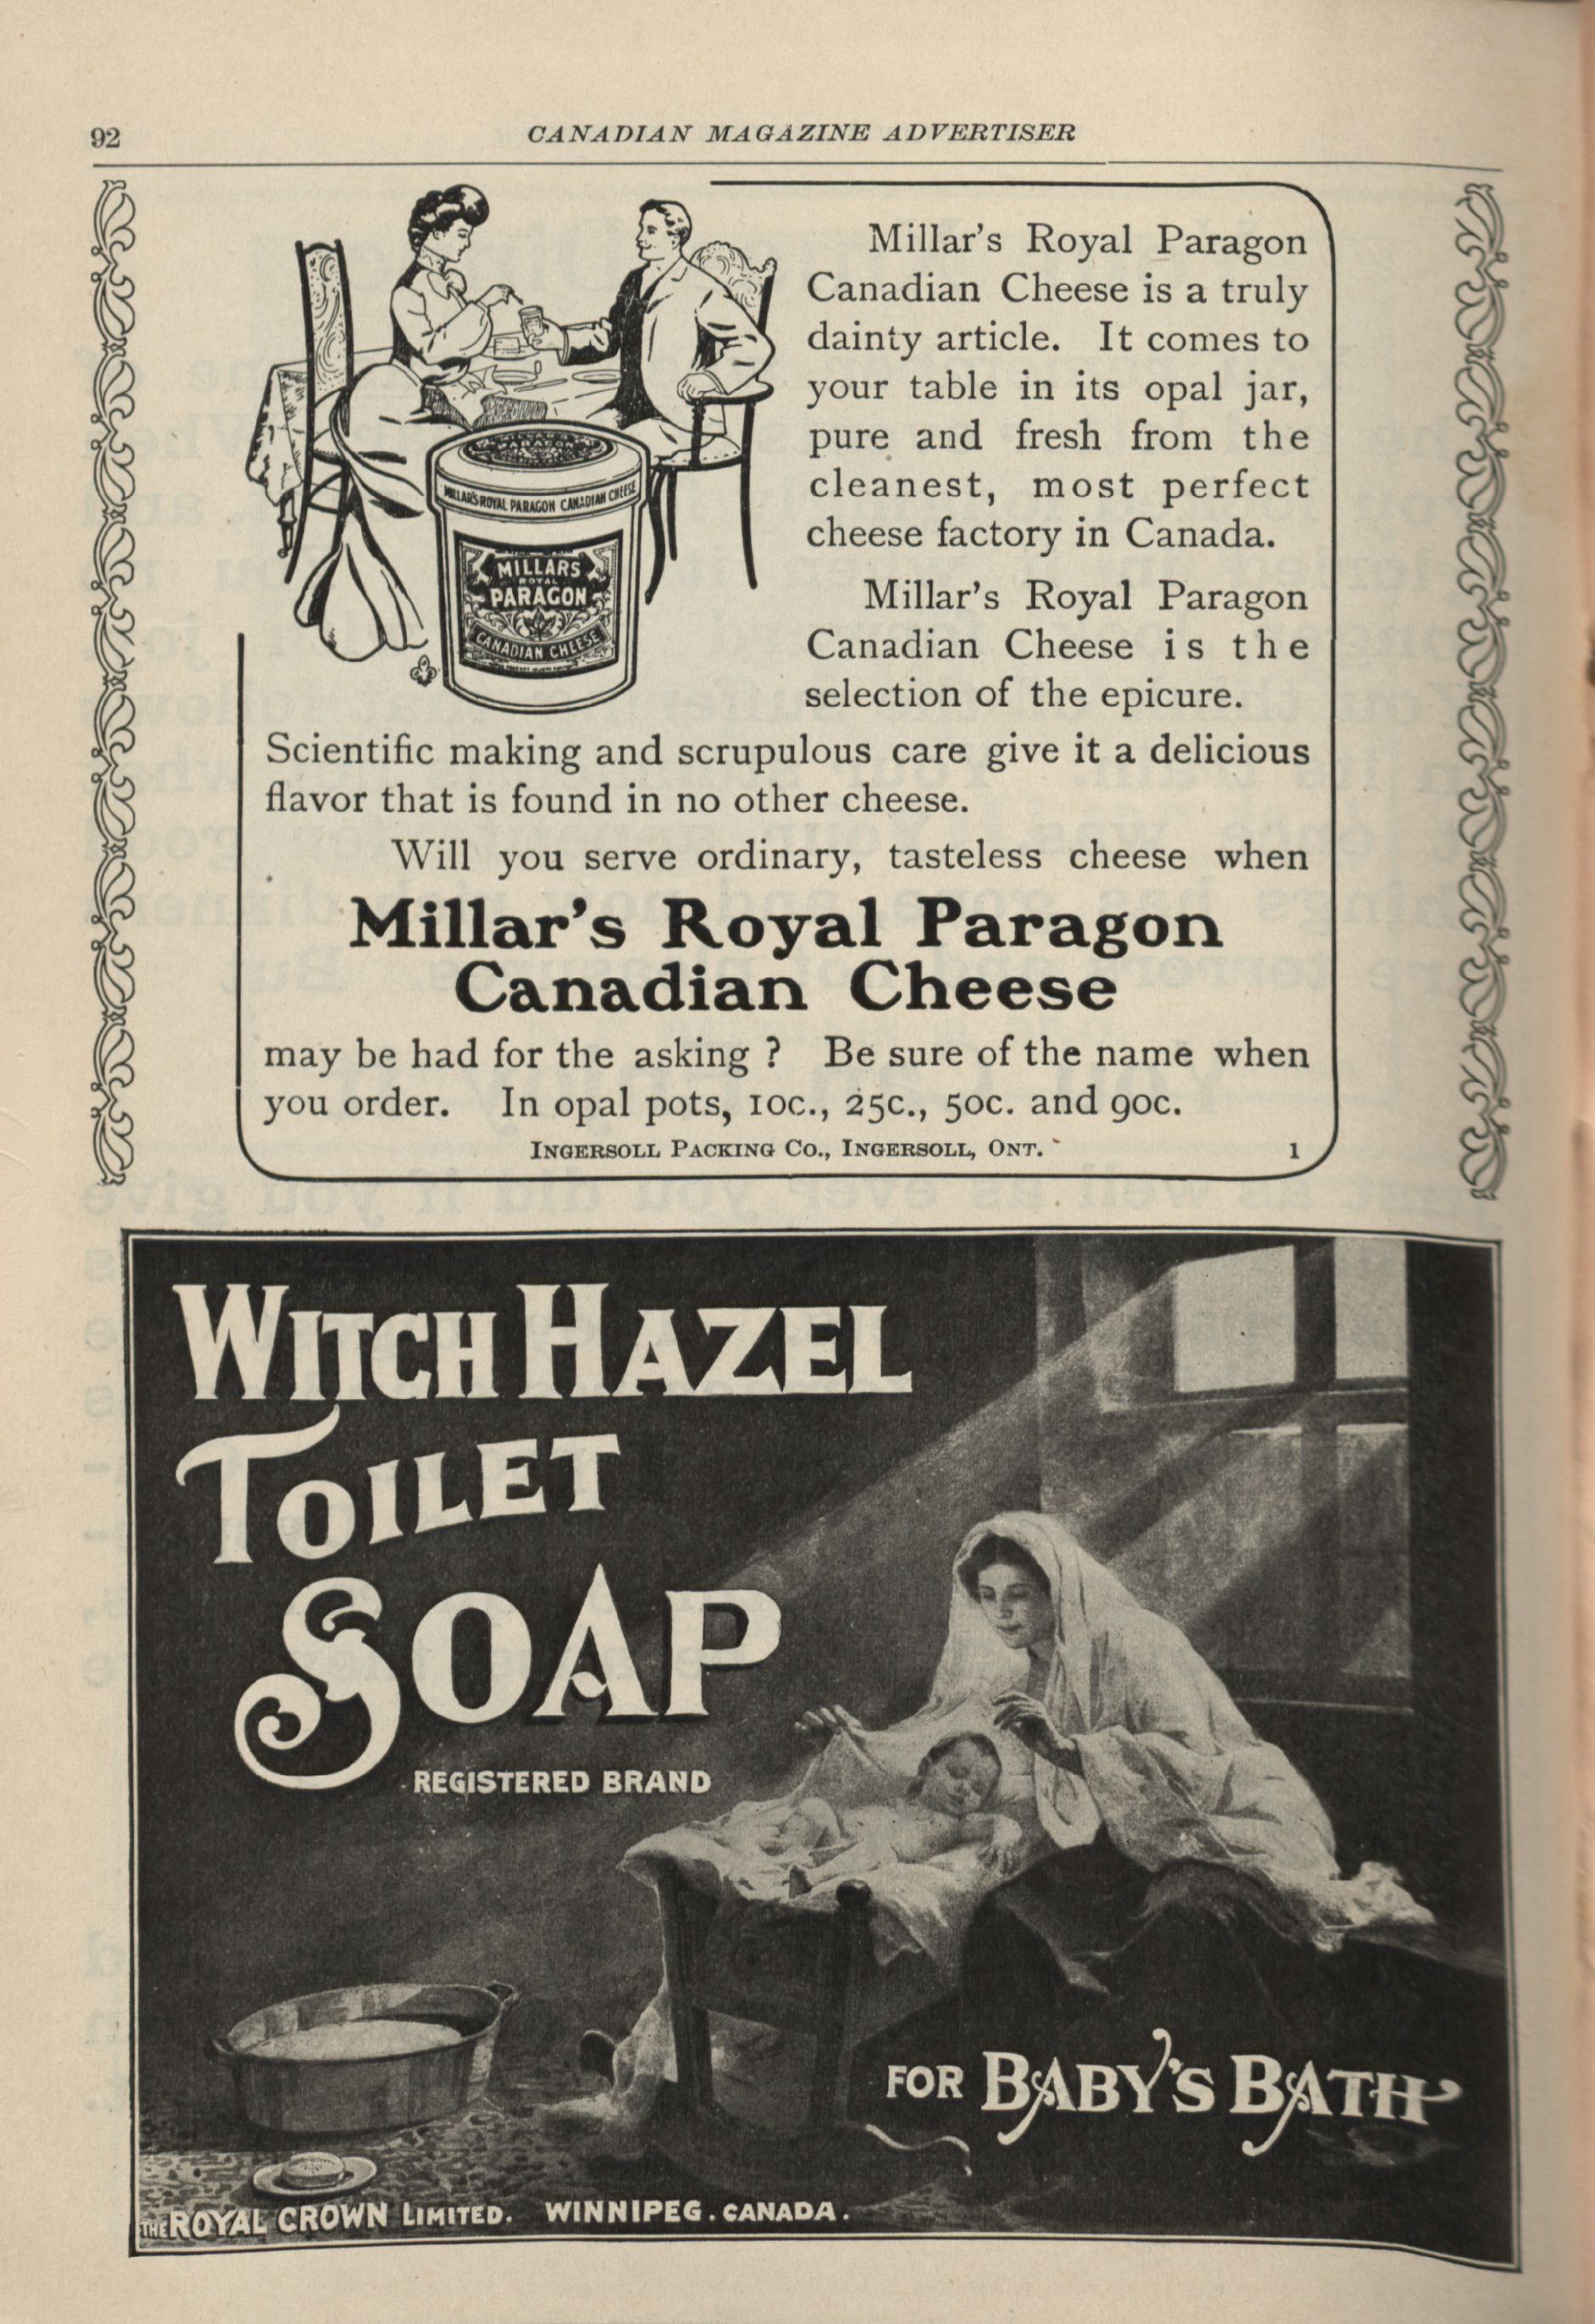 92
CANADIAN MAGAZINE ADVERTISER
Millar's Royal Paragon
Canadian Cheese is a truly
dainty article. It comes to
your table in its opal jar,
pure and fresh from the
cleanest, most perfect
cheese factory in Canada.
Millar's Royal Paragon
Canadian Cheese is the
selection of the epicure.
PARAGON
MILLAR'S ROYAL PARAGON CANADIAN CHEESE
MILLARS
ROYAL
PARAGON
CANADIAN CHEESE
Scientific making and scrupulous care give it a delicious
flavor that is found in no other cheese.
Will you serve ordinary, tasteless cheese when
Millar's Royal Paragon
Canadian Cheese
may be had for the asking ? Be sure of the name when
you order. In opal pots, 10c., 25c., 50c. and 90c.
INGERSOLL PACKING CO., INGERSOLL, ONT.
1
WITCH HAZEL
TOILET
SOAP
REGISTERED BRAND
FOR BABY'S BATH
THE ROYAL CROWN LIMITED. WINNIPEG. CANADA.